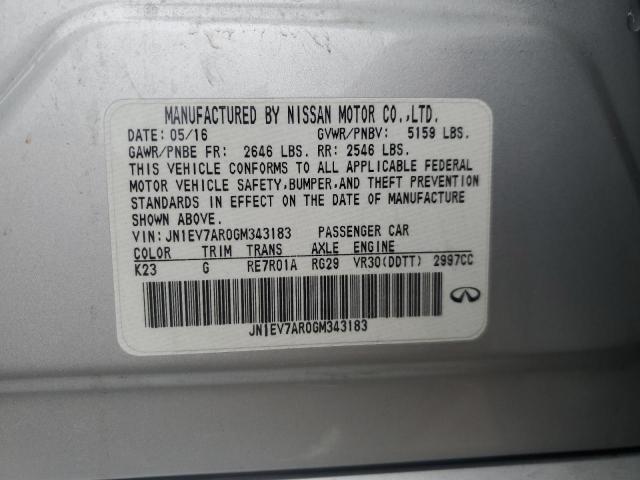 MANUFACTURED BY NISSAN MOTOR CO.,LTD.
DATE: 05/16 GVWR/PNBV: 5159 LBS.
GAWR/PNBE FR: 2646 LBS. RR: 2546 LBS.
THIS VEHICLE CONFORMS TO ALL APPLICABLE FEDERAL
MOTOR VEHICLE SAFETY,BUMPER,AND THEFT PREVENTION
STANDARDS IN EFFECT ON THE DATE OF MANUFACTURE
SHOWN ABOVE.
VIN: JN1EV7AR0GM343183 PASSENGER CAR
COLOR TRIM TRANS AXLE ENGINE
K23 G RE7R01A RG29 VR30(DDTT) 2997CC
JN1EV7AR0GM343183